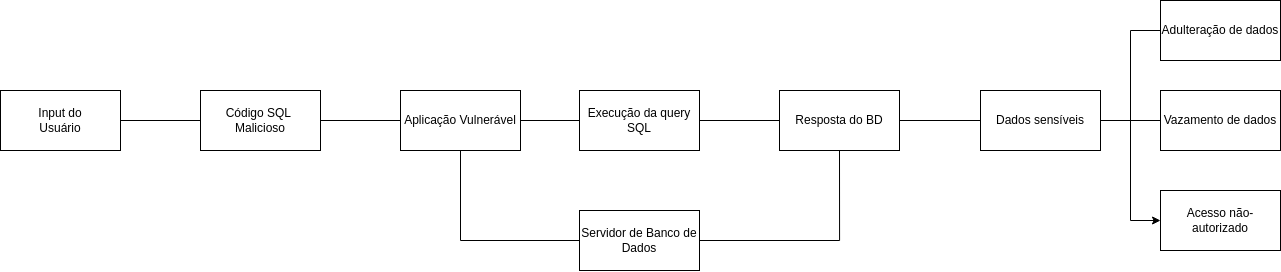 Adulteração de dados
Input do
Usuário
Código SQL
Malicioso
Aplicação Vulnerável
Execução da query
SQL
Resposta do BD
Dados sensíveis
Vazamento de dados
Servidor de Banco de
Dados
Acesso não-
autorizado